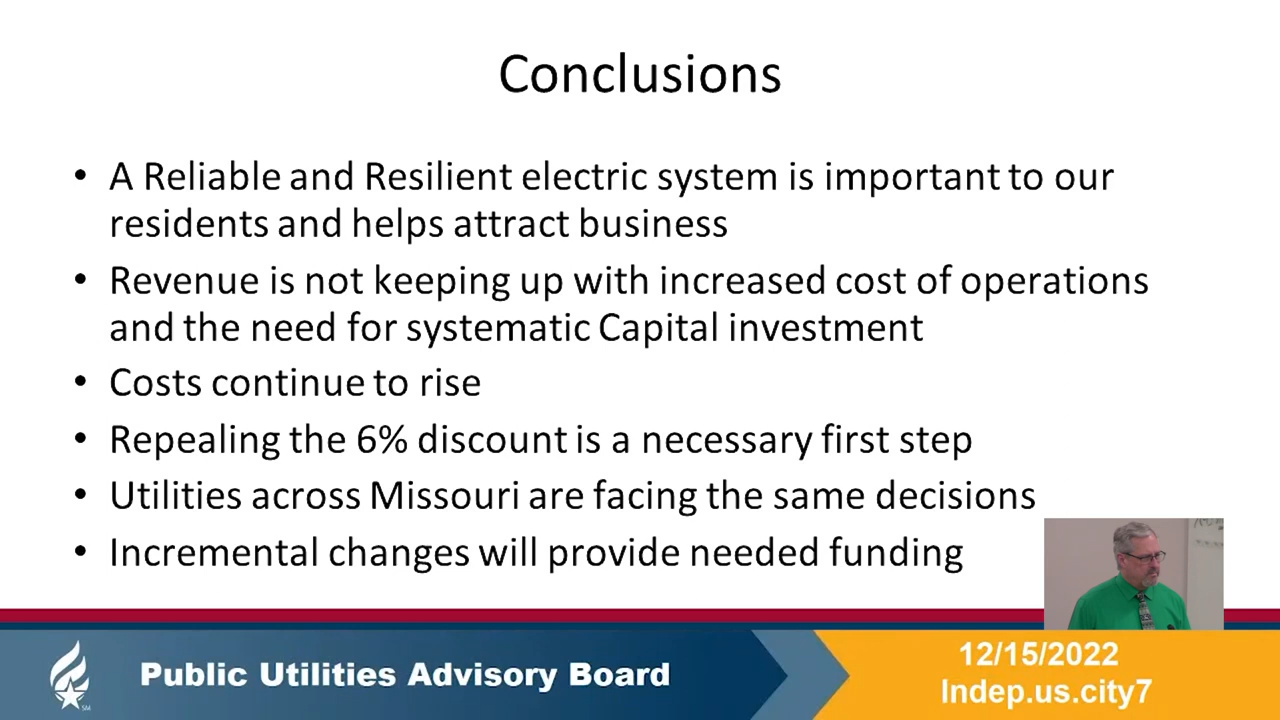 Conclusions
• A Reliable and Resilient electric system is important to our
residents and helps attract business
• Revenue is not keeping up with increased cost of operations
and the need for systematic Capital investment
• Costs continue to rise
• Repealing the 6% discount is a necessary first step
• Utilities across Missouri are facing the same decisions
• Incremental changes will provide needed funding
Public Utilities Advisory Board
SM
12/15/2022
Indep.us.city7